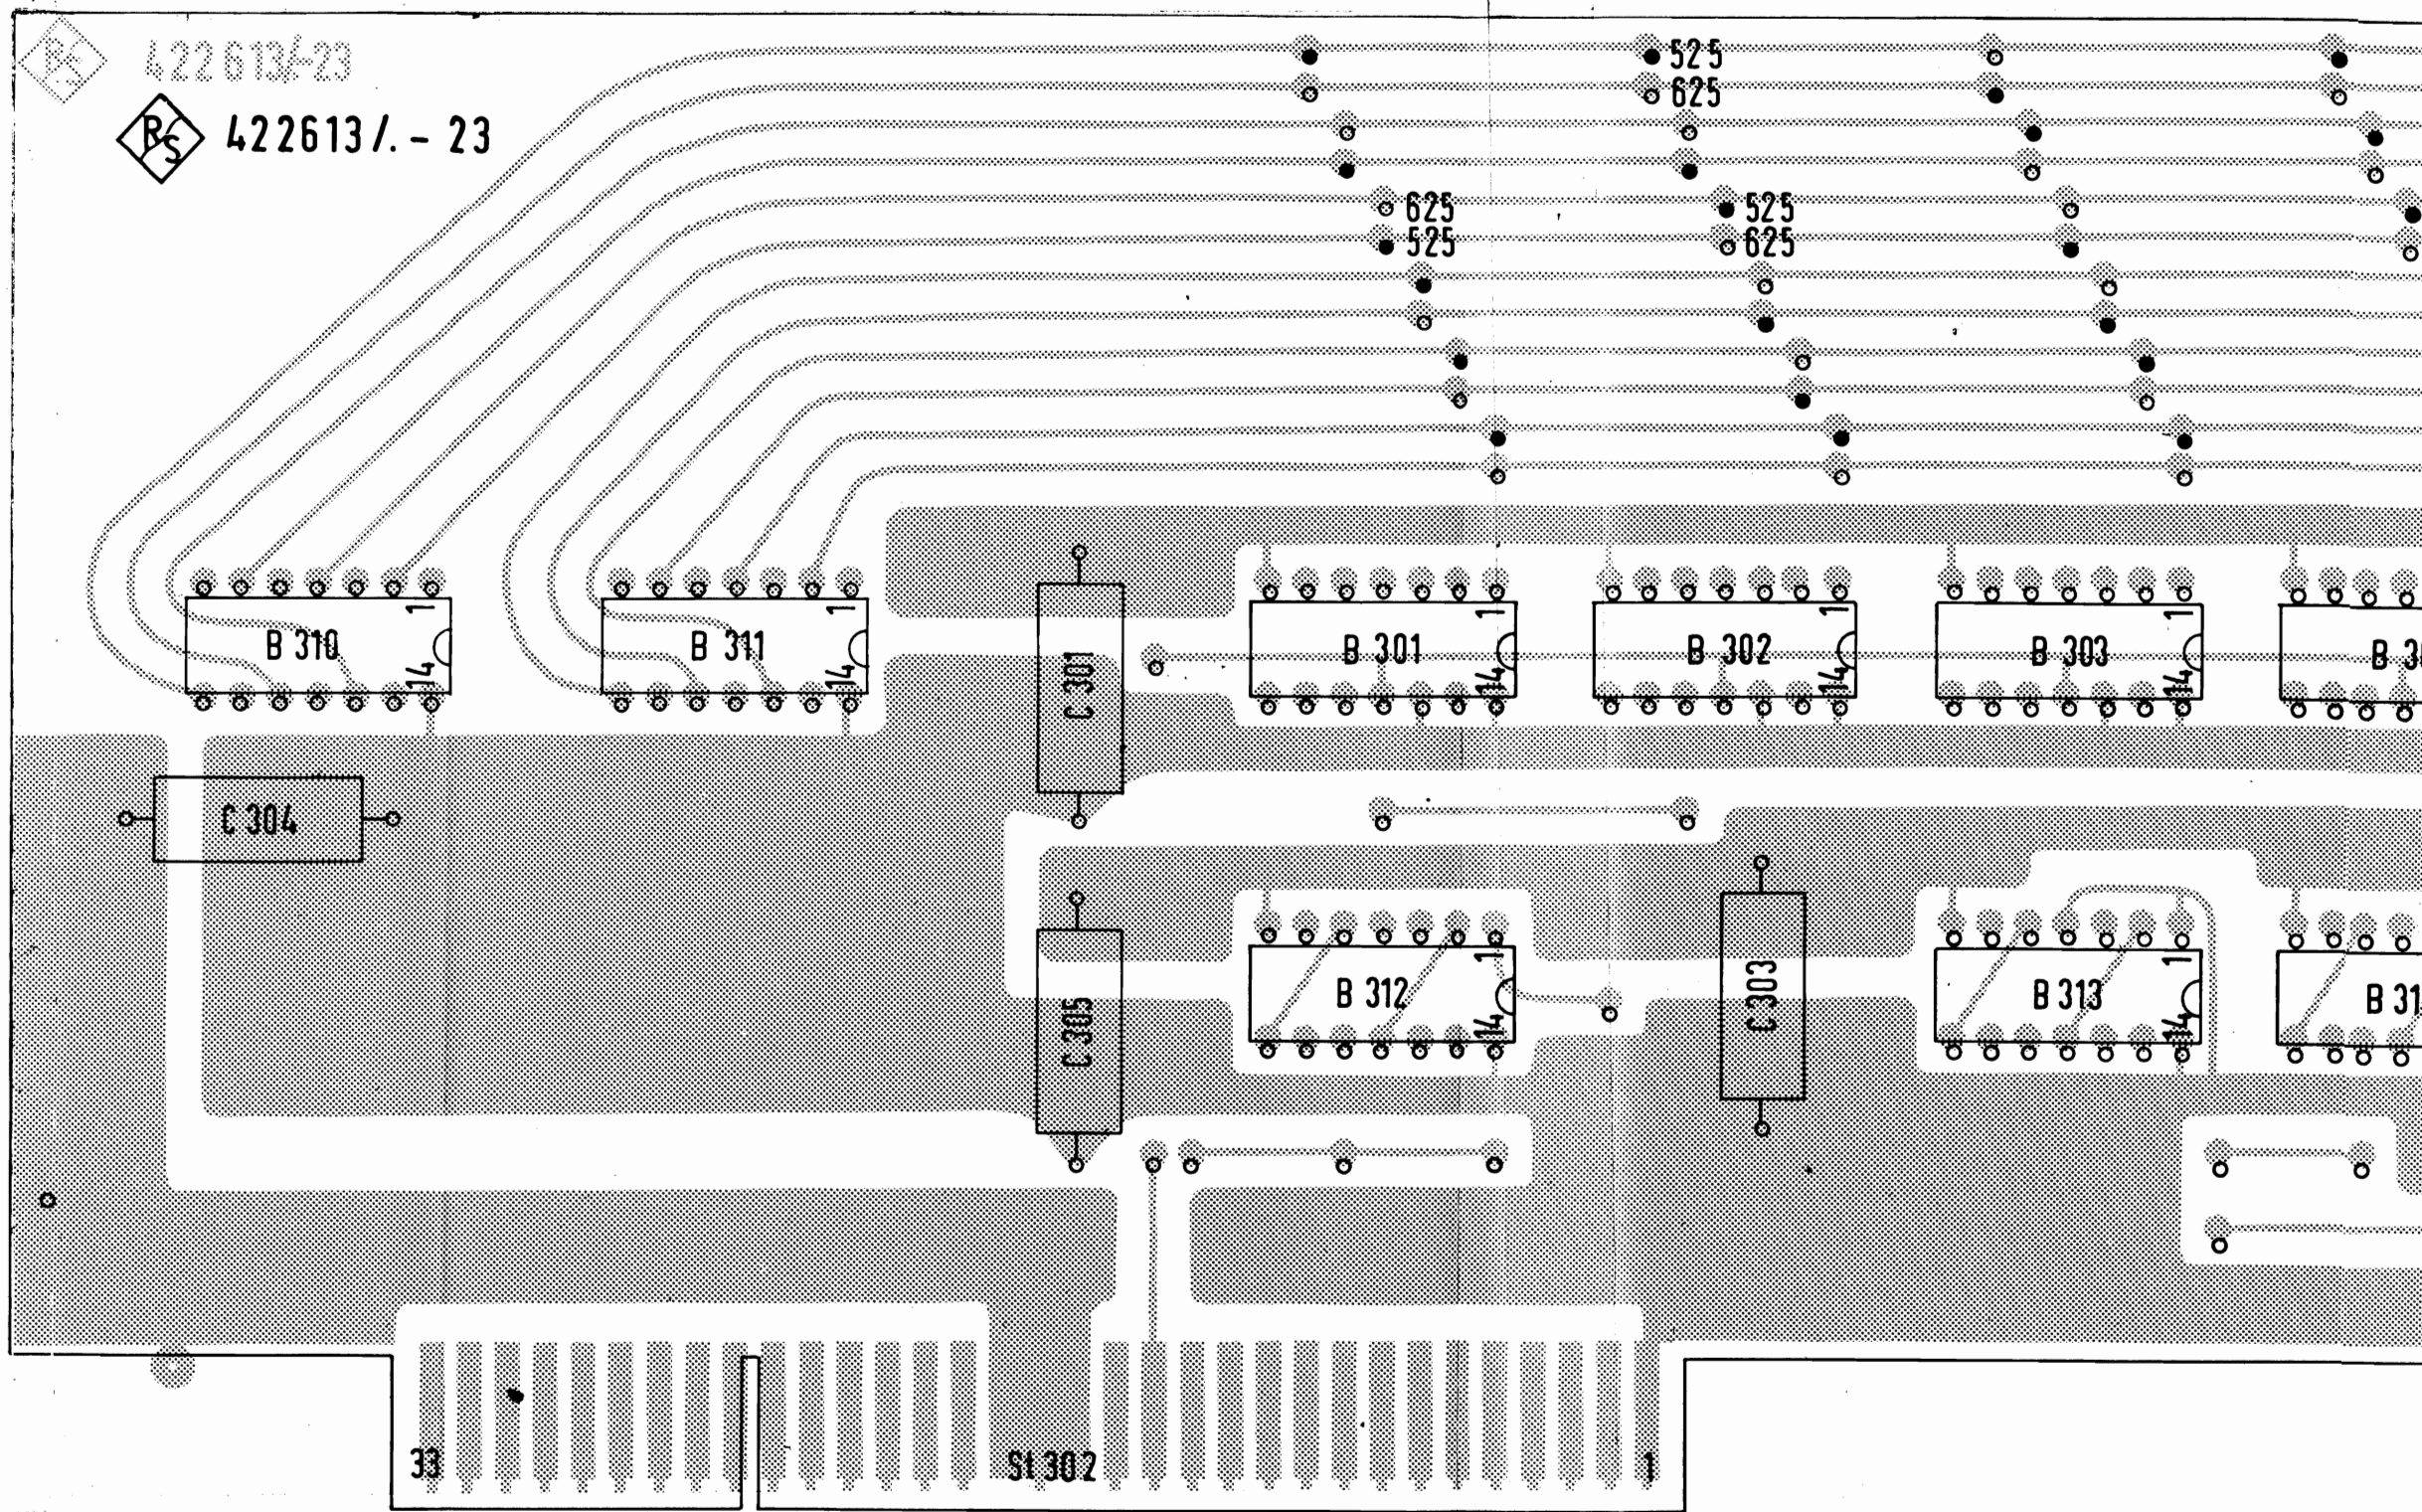 RS 422613/-23
RS 422613/.- 23
525
625
625 525
525 625
1 1 1 1 1
B 310 B 311 B 301 B 302 B 303
14 14 14 14 14
C 301
C 304
1 1
B 312 B 313
14 14
C 305 C 303
33 St 302 1